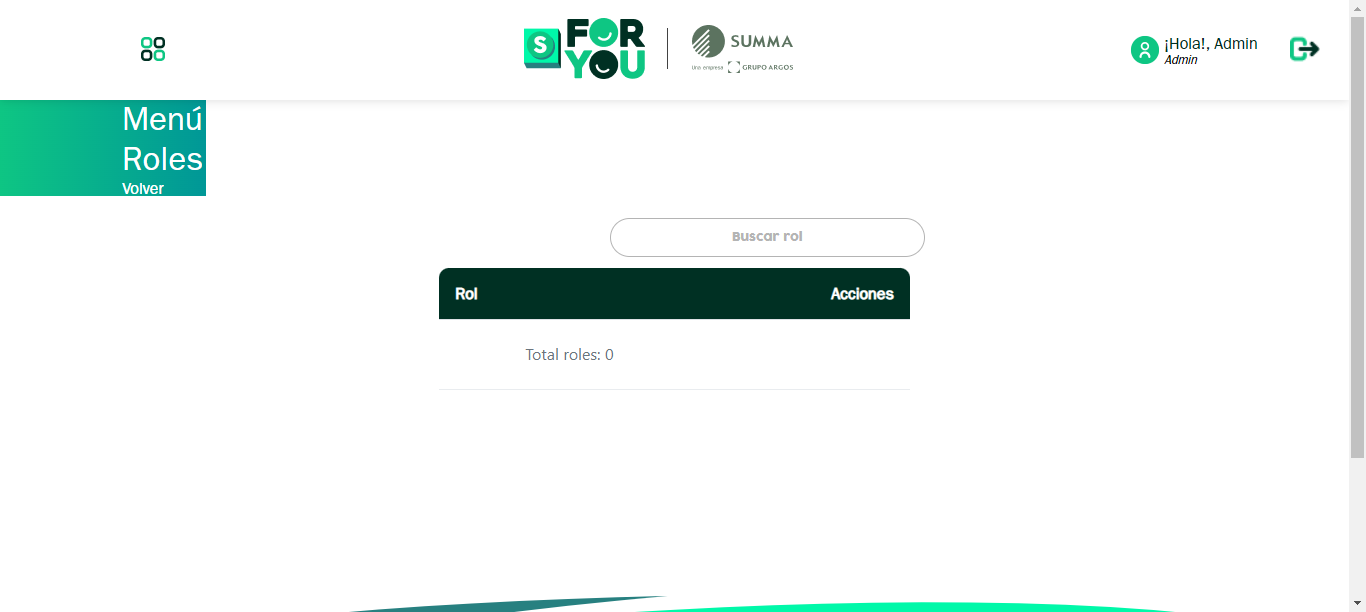 S FOR
YOU
SUMMA
Una empresa GRUPO ARGOS
¡Hola!, Admin
Admin
Menú
Roles
Volver
Buscar rol
Rol Acciones
Total roles: 0